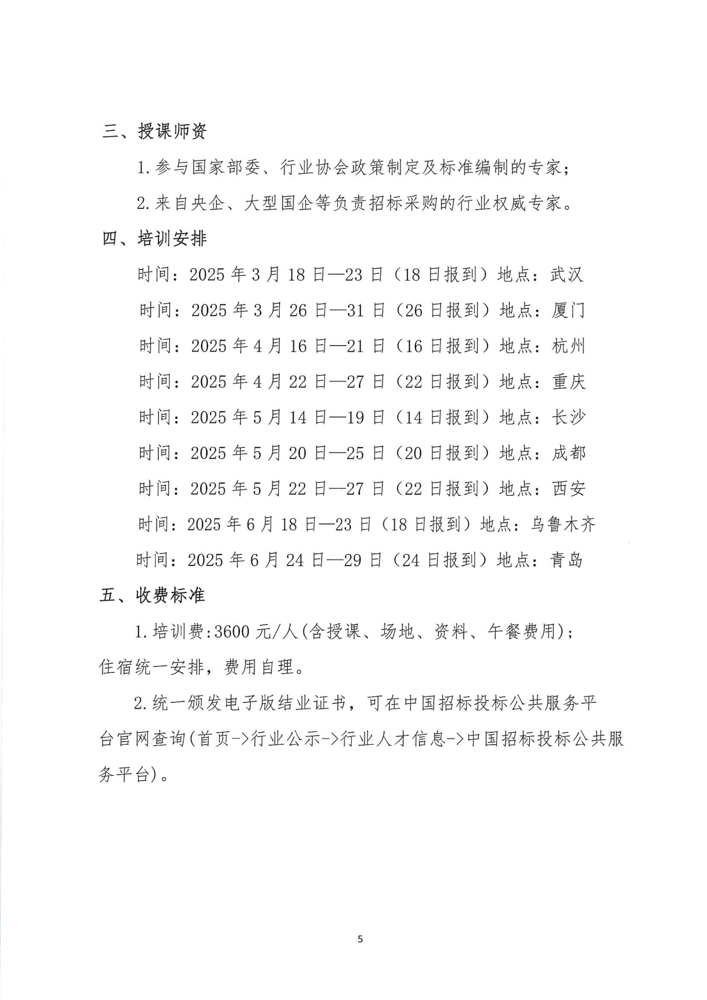 三、授课师资
1.参与国家部委、行业协会政策制定及标准编制的专家；
2.来自央企、大型国企等负责招标采购的行业权威专家。
四、培训安排
时间：2025 年 3 月 18 日—23 日（18 日报到）地点：武汉
时间：2025 年 3 月 26 日—31 日（26 日报到）地点：厦门
时间：2025 年 4 月 16 日—21 日（16 日报到）地点：杭州
时间：2025 年 4 月 22 日—27 日（22 日报到）地点：重庆
时间：2025 年 5 月 14 日—19 日（14 日报到）地点：长沙
时间：2025 年 5 月 20 日—25 日（20 日报到）地点：成都
时间：2025 年 5 月 22 日—27 日（22 日报到）地点：西安
时间：2025 年 6 月 18 日—23 日（18 日报到）地点：乌鲁木齐
时间：2025 年 6 月 24 日—29 日（24 日报到）地点：青岛
五、收费标准
1.培训费:3600 元/人(含授课、场地、资料、午餐费用)；
住宿统一安排，费用自理。
2.统一颁发电子版结业证书，可在中国招标投标公共服务平
台官网查询(首页->行业公示->行业人才信息->中国招标投标公共服
务平台)。
5